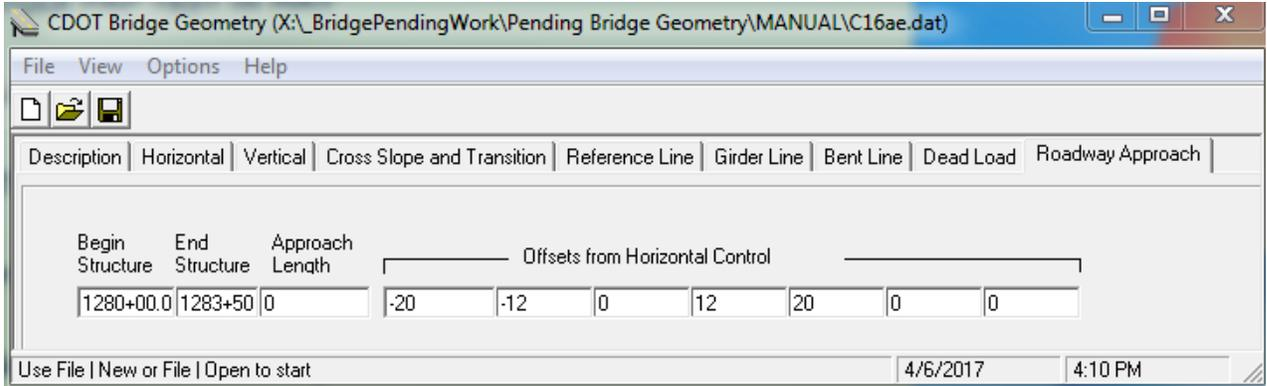 CDOT Bridge Geometry (X:\_BridgePendingWork\Pending Bridge Geometry\MANUAL\C16ae.dat)
File View Options Help
Description Horizontal Vertical Cross Slope and Transition Reference Line Girder Line Bent Line Dead Load Roadway Approach
Begin Structure End Structure Approach Length Offsets from Horizontal Control
1280+00.0 1283+50 0 -20 -12 0 12 20 0 0
Use File | New or File | Open to start 4/6/2017 4:10 PM